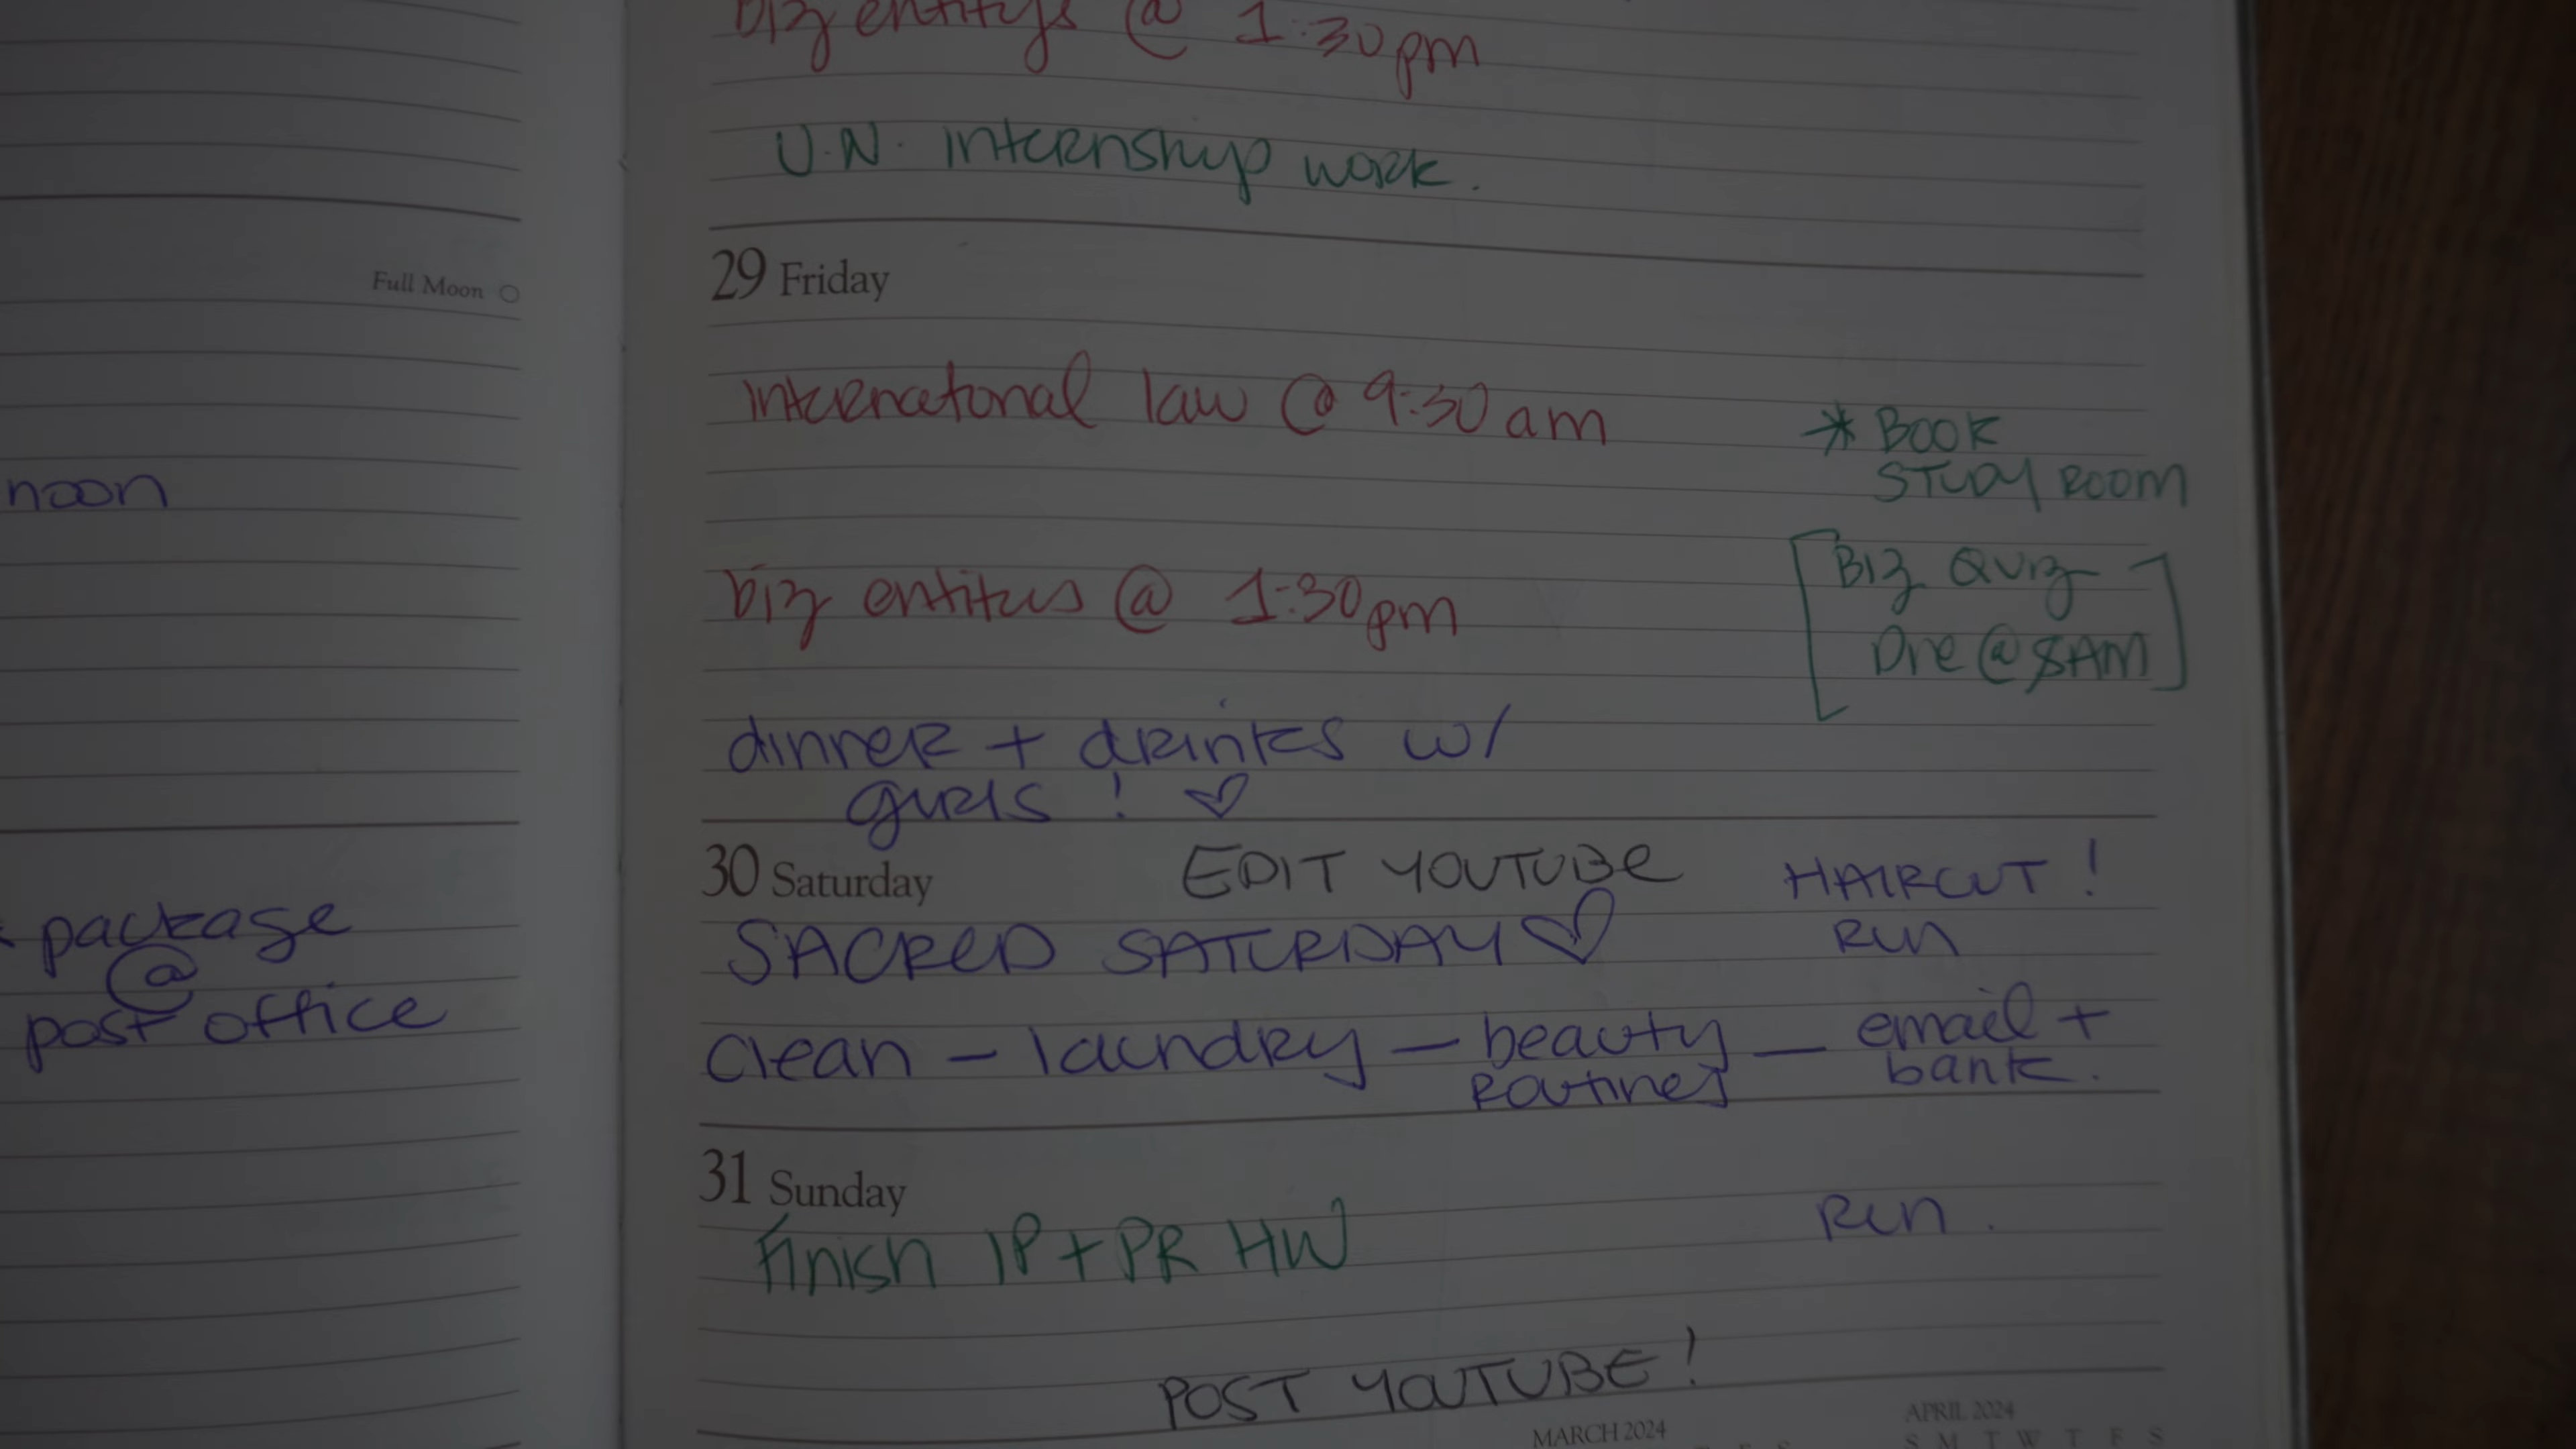 Full Moon
noon
package
@
post office
biz entitys @ 1:30pm
U.N. internship work.
29 Friday
international law @ 9:30 am
* BOOK
STUDY ROOM
biz entities @ 1:30pm
[BIZ QUIZ
Due @ 8AM]
dinner + drinks w/
girls! ♡
30 Saturday
EDIT YOUTUBE
HAIRCUT!
SACRED SATURDAY ♡
RUN
clean - laundry - beauty routines - email + bank.
31 Sunday
Run.
Finish IP + PR HW
POST YOUTUBE!
MARCH 2024
APRIL 2024
S M T W T F S